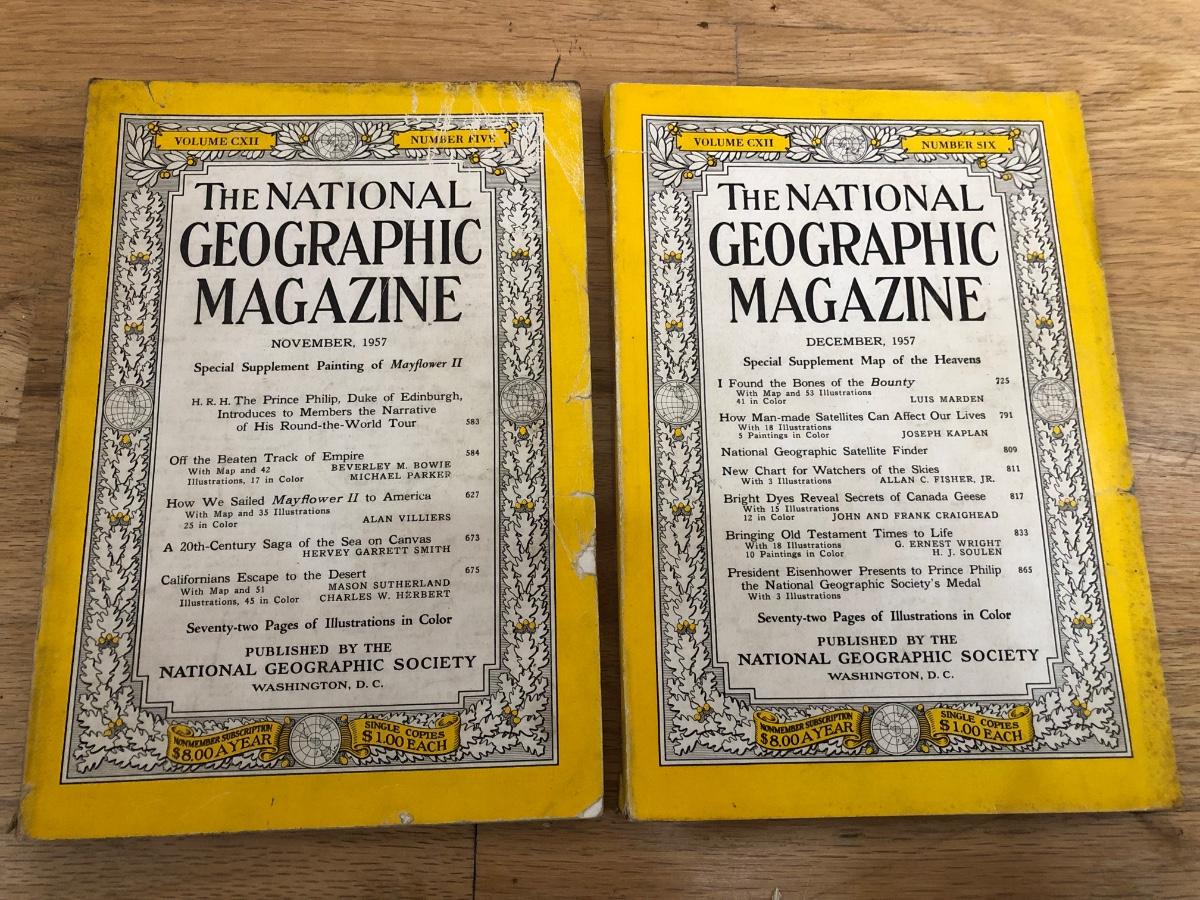 VOLUME CXII
NUMBER FIVE
THE NATIONAL
GEOGRAPHIC
MAGAZINE
NOVEMBER, 1957
Special Supplement Painting of Mayflower II
H. R. H. The Prince Philip, Duke of Edinburgh,
Introduces to Members the Narrative
of His Round-the-World Tour 583
Off the Beaten Track of Empire 584
With Map and 42 BEVERLEY M. BOWIE
Illustrations, 17 in Color MICHAEL PARKER
How We Sailed Mayflower II to America 627
With Map and 35 Illustrations
25 in Color ALAN VILLIERS
A 20th-Century Saga of the Sea on Canvas 673
HERVEY GARRETT SMITH
Californians Escape to the Desert 675
With Map and 51 MASON SUTHERLAND
Illustrations, 45 in Color CHARLES W. HERBERT
Seventy-two Pages of Illustrations in Color
PUBLISHED BY THE
NATIONAL GEOGRAPHIC SOCIETY
WASHINGTON, D. C.
NONMEMBER SUBSCRIPTION
$8.00 A YEAR
SINGLE COPIES
$1.00 EACH
VOLUME CXII
NUMBER SIX
THE NATIONAL
GEOGRAPHIC
MAGAZINE
DECEMBER, 1957
Special Supplement Map of the Heavens
I Found the Bones of the Bounty 725
With Map and 53 Illustrations
41 in Color LUIS MARDEN
How Man-made Satellites Can Affect Our Lives 791
With 18 Illustrations
5 Paintings in Color JOSEPH KAPLAN
National Geographic Satellite Finder 809
New Chart for Watchers of the Skies 811
With 3 Illustrations ALLAN C. FISHER, JR.
Bright Dyes Reveal Secrets of Canada Geese 817
With 15 Illustrations
12 in Color JOHN AND FRANK CRAIGHEAD
Bringing Old Testament Times to Life 833
With 18 Illustrations G. ERNEST WRIGHT
10 Paintings in Color H. J. SOULEN
President Eisenhower Presents to Prince Philip 865
the National Geographic Society's Medal
With 3 Illustrations
Seventy-two Pages of Illustrations in Color
PUBLISHED BY THE
NATIONAL GEOGRAPHIC SOCIETY
WASHINGTON, D. C.
NONMEMBER SUBSCRIPTION
$8.00 A YEAR
SINGLE COPIES
$1.00 EACH